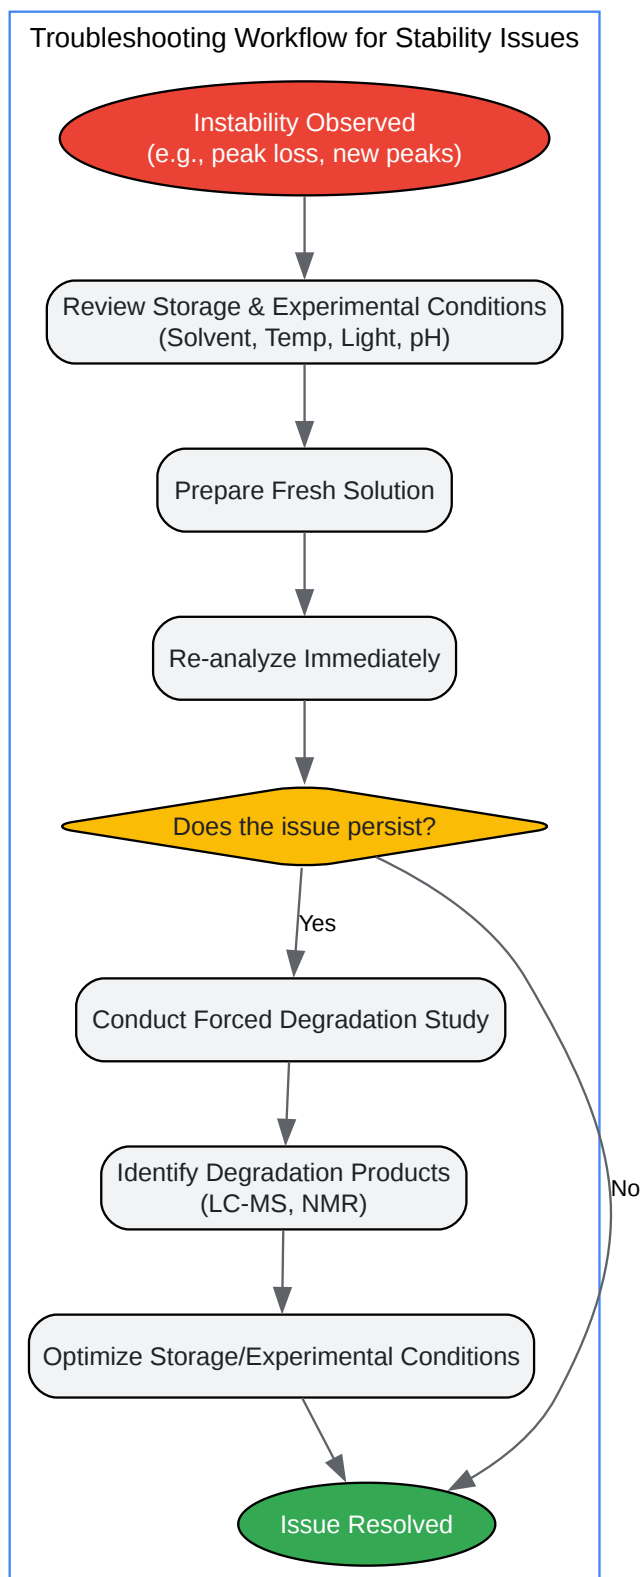 Troubleshooting Workflow for Stability Issues
Instability Observed
(e.g., peak loss, new peaks)
Review Storage & Experimental Conditions
(Solvent, Temp, Light, pH)
Prepare Fresh Solution
Re-analyze Immediately
Does the issue persist?
Yes
Conduct Forced Degradation Study
Identify Degradation Products
(LC-MS, NMR)
No
Optimize Storage/Experimental Conditions
Issue Resolved